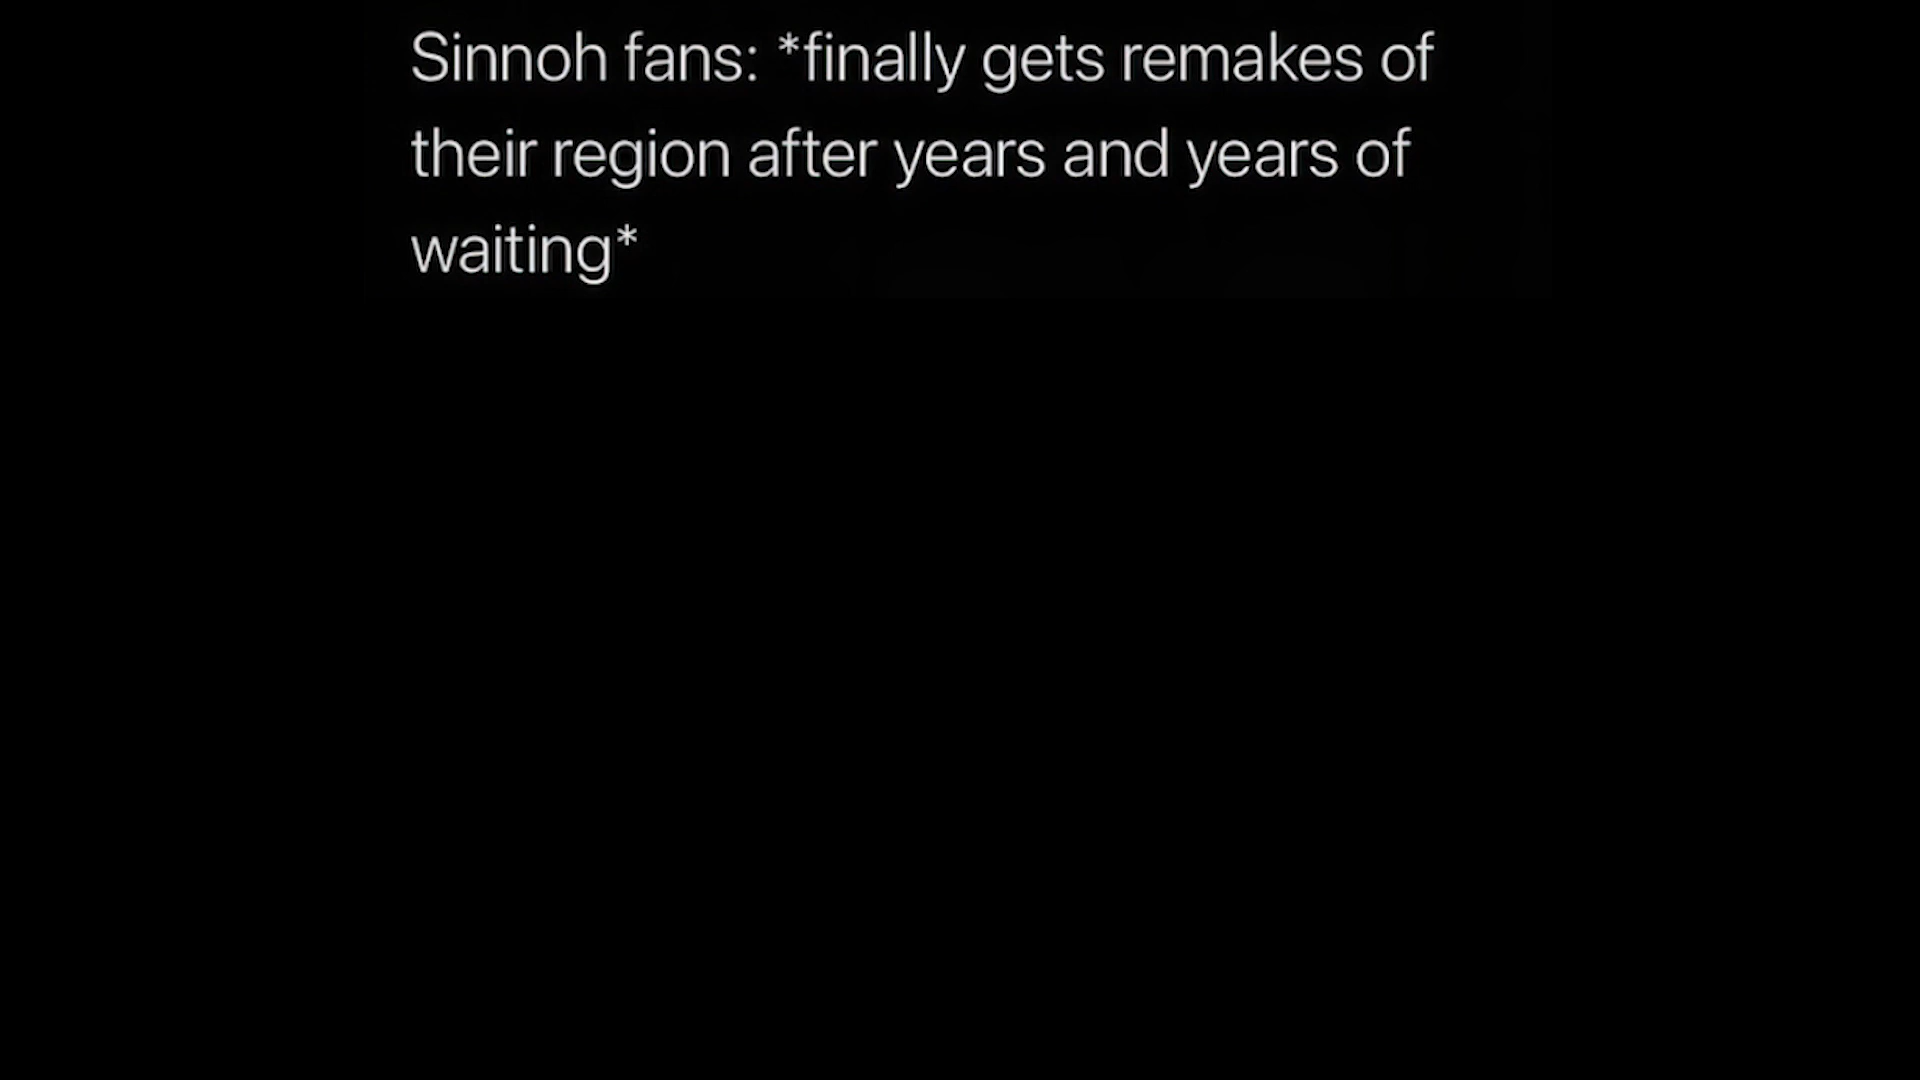 Sinnoh fans: *finally gets remakes of
their region after years and years of
waiting*